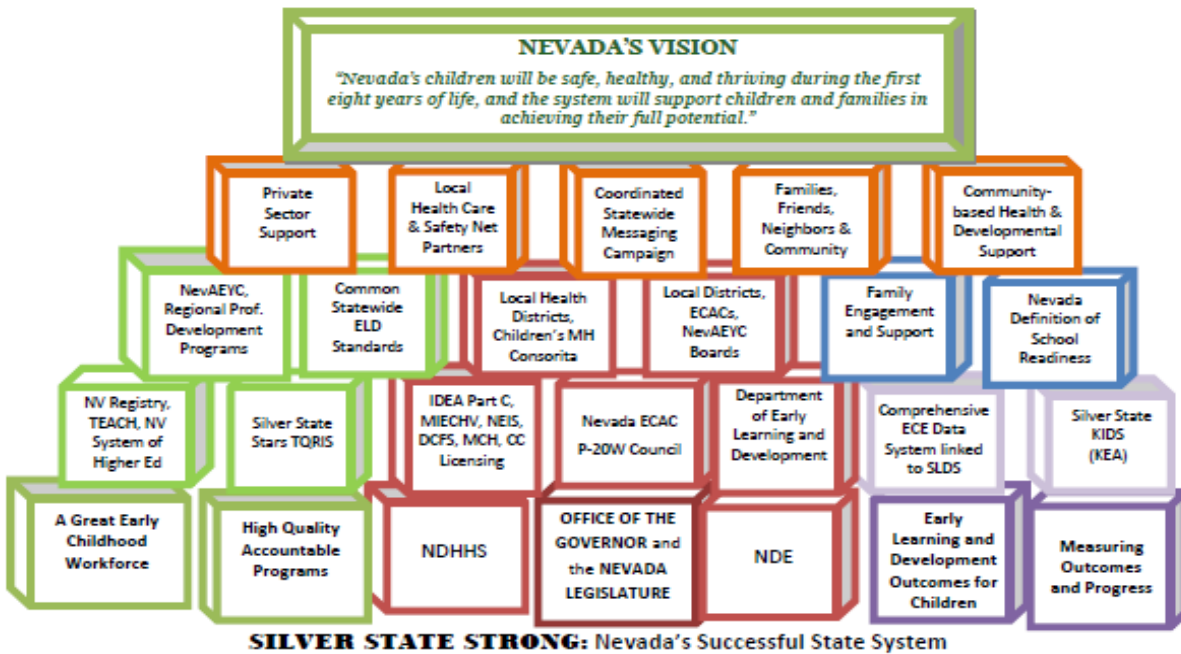 NEVADA'S VISION
"Nevada's children will be safe, healthy, and thriving during the first
eight years of life, and the system will support children and families in
achieving their full potential."
Private
Sector
Support
Local
Health Care
& Safety Net
Partners
Coordinated
Statewide
Messaging
Campaign
Families,
Friends,
Neighbors &
Community
Community-
based Health &
Developmental
Support
NevAEYC,
Regional Prof.
Development
Programs
Common
Statewide
ELD
Standards
Local Health
Districts,
Children's MH
Consorita
Local Districts,
ECACs,
NevAEYC
Boards
Family
Engagement
and Support
Nevada
Definition of
School
Readiness
NV Registry,
TEACH, NV
System of
Higher Ed
Silver State
Stars TQRIS
IDEA Part C,
MIECHV, NEIS,
DCFS, MCH, CC
Licensing
Nevada ECAC
P-20W Council
Department
of Early
Learning and
Development
Comprehensive
ECE Data
System linked
to SLDS
Silver State
KIDS
(KEA)
A Great Early
Childhood
Workforce
High Quality
Accountable
Programs
NDHHS
OFFICE OF THE
GOVERNOR and
the NEVADA
LEGISLATURE
NDE
Early
Learning and
Development
Outcomes for
Children
Measuring
Outcomes
and Progress
SILVER STATE STRONG: Nevada's Successful State System